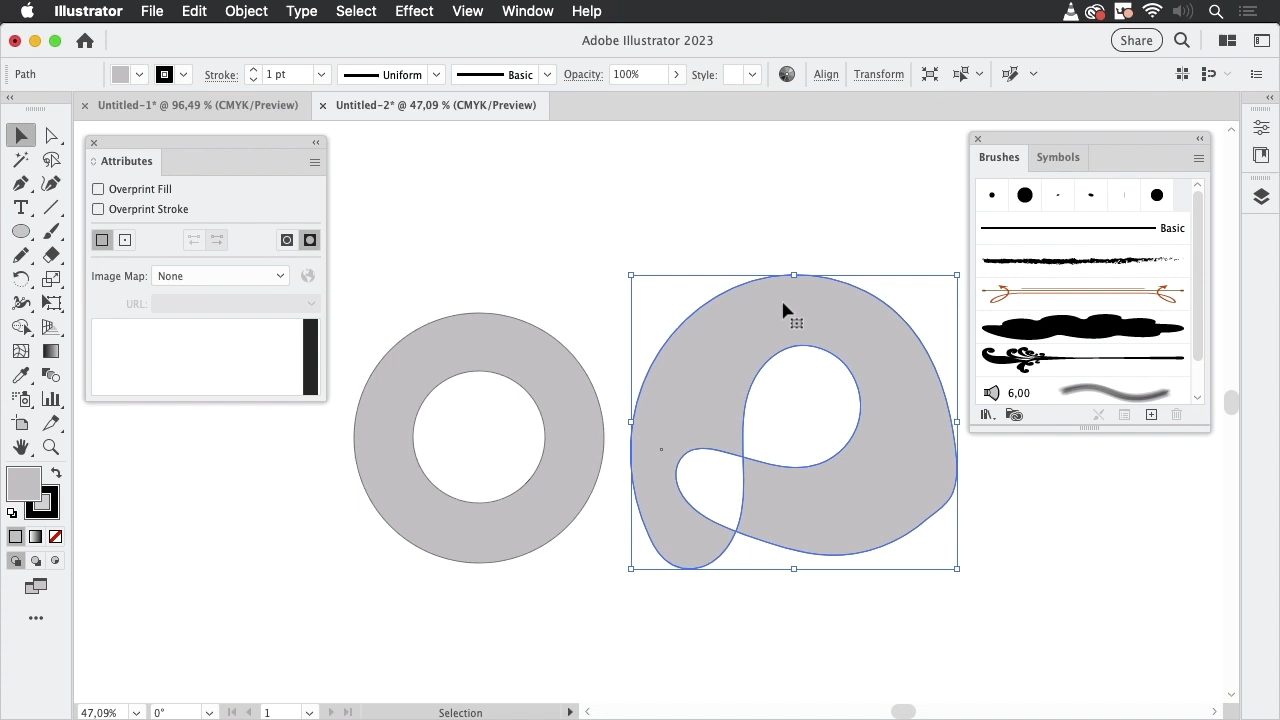 Illustrator File Edit Object Type Select Effect View Window Help
Adobe Illustrator 2023
Share
Path
Stroke: 1 pt Uniform Basic Opacity: 100% Style: Align Transform
Untitled-1* @ 96,49 % (CMYK/Preview)
Untitled-2* @ 47,09 % (CMYK/Preview)
Attributes
Overprint Fill
Overprint Stroke
Image Map: None
URL:
Brushes Symbols
Basic
6,00
47,09% 0° 1 Selection